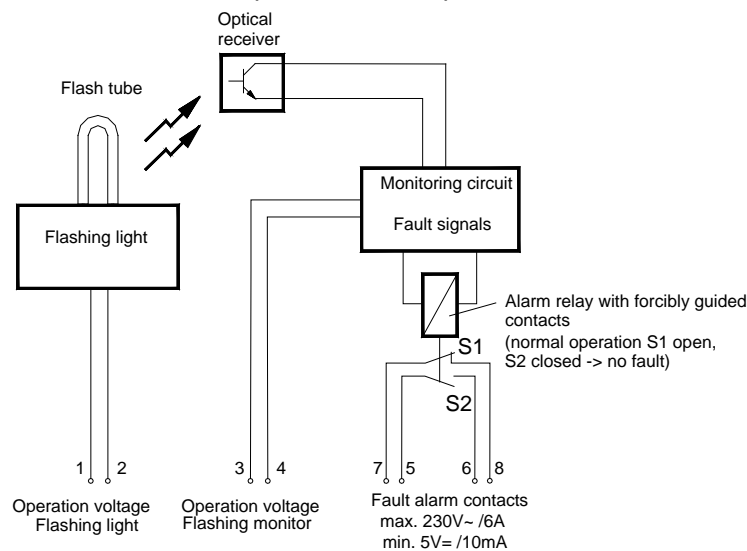 Optical
receiver
Flash tube
Monitoring circuit
Fault signals
Flashing light
Alarm relay with forcibly guided
contacts
(normal operation S1 open,
S2 closed -> no fault)
S1
S2
1 2
3 4
7 5
6 8
Operation voltage
Flashing light
Operation voltage
Flashing monitor
Fault alarm contacts
max. 230V~ /6A
min. 5V= /10mA